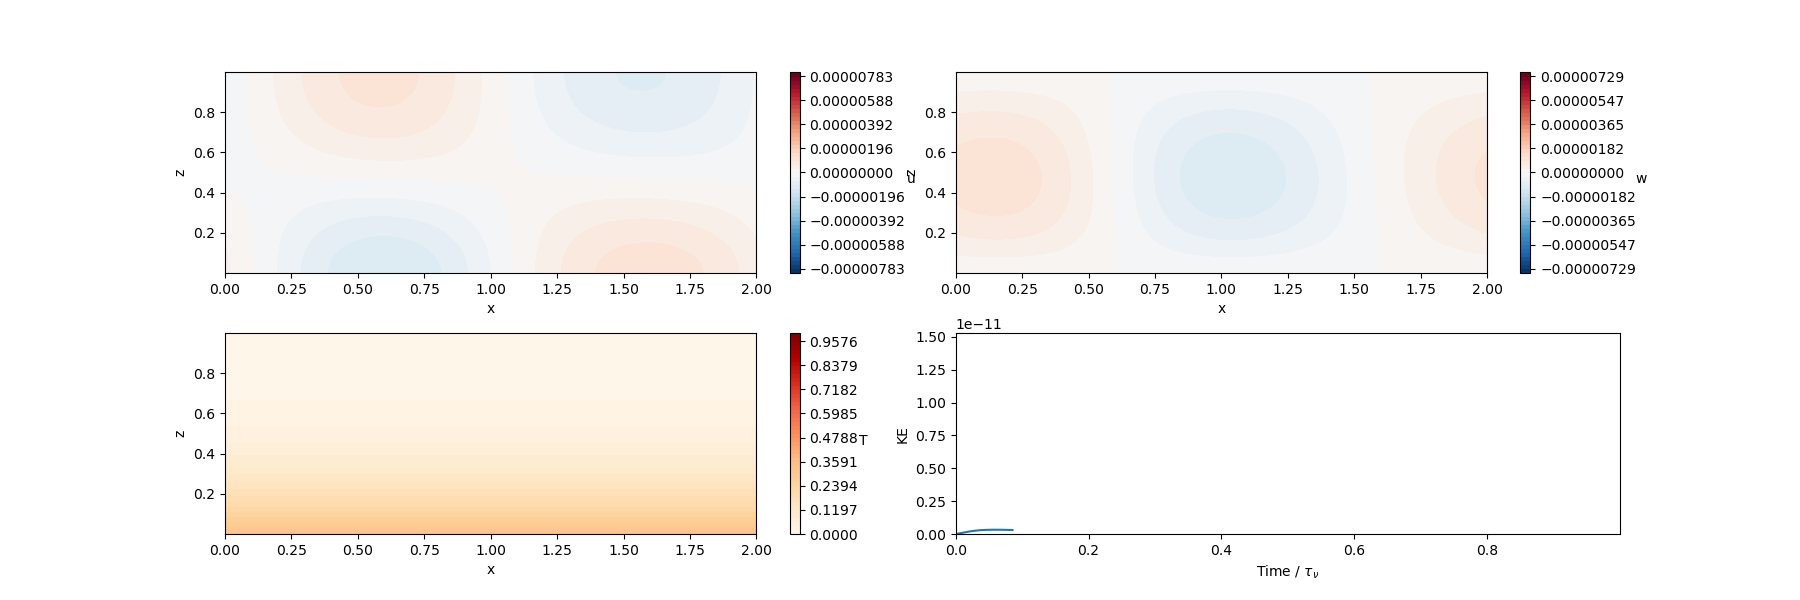 0.8
0.6
0.4
0.2
z
0.00 0.25 0.50 0.75 1.00 1.25 1.50 1.75 2.00
x
0.00000783
0.00000588
0.00000392
0.00000196
0.00000000
−0.00000196
−0.00000392
−0.00000588
−0.00000783
u
0.8
0.6
0.4
0.2
z
0.00 0.25 0.50 0.75 1.00 1.25 1.50 1.75 2.00
x
0.00000729
0.00000547
0.00000365
0.00000182
0.00000000
−0.00000182
−0.00000365
−0.00000547
−0.00000729
w
0.8
0.6
0.4
0.2
z
0.00 0.25 0.50 0.75 1.00 1.25 1.50 1.75 2.00
x
0.9576
0.8379
0.7182
0.5985
0.4788
0.3591
0.2394
0.1197
0.0000
T
1e−11
1.50
1.25
1.00
0.75
0.50
0.25
0.00
KE
0.0 0.2 0.4 0.6 0.8
Time / τν